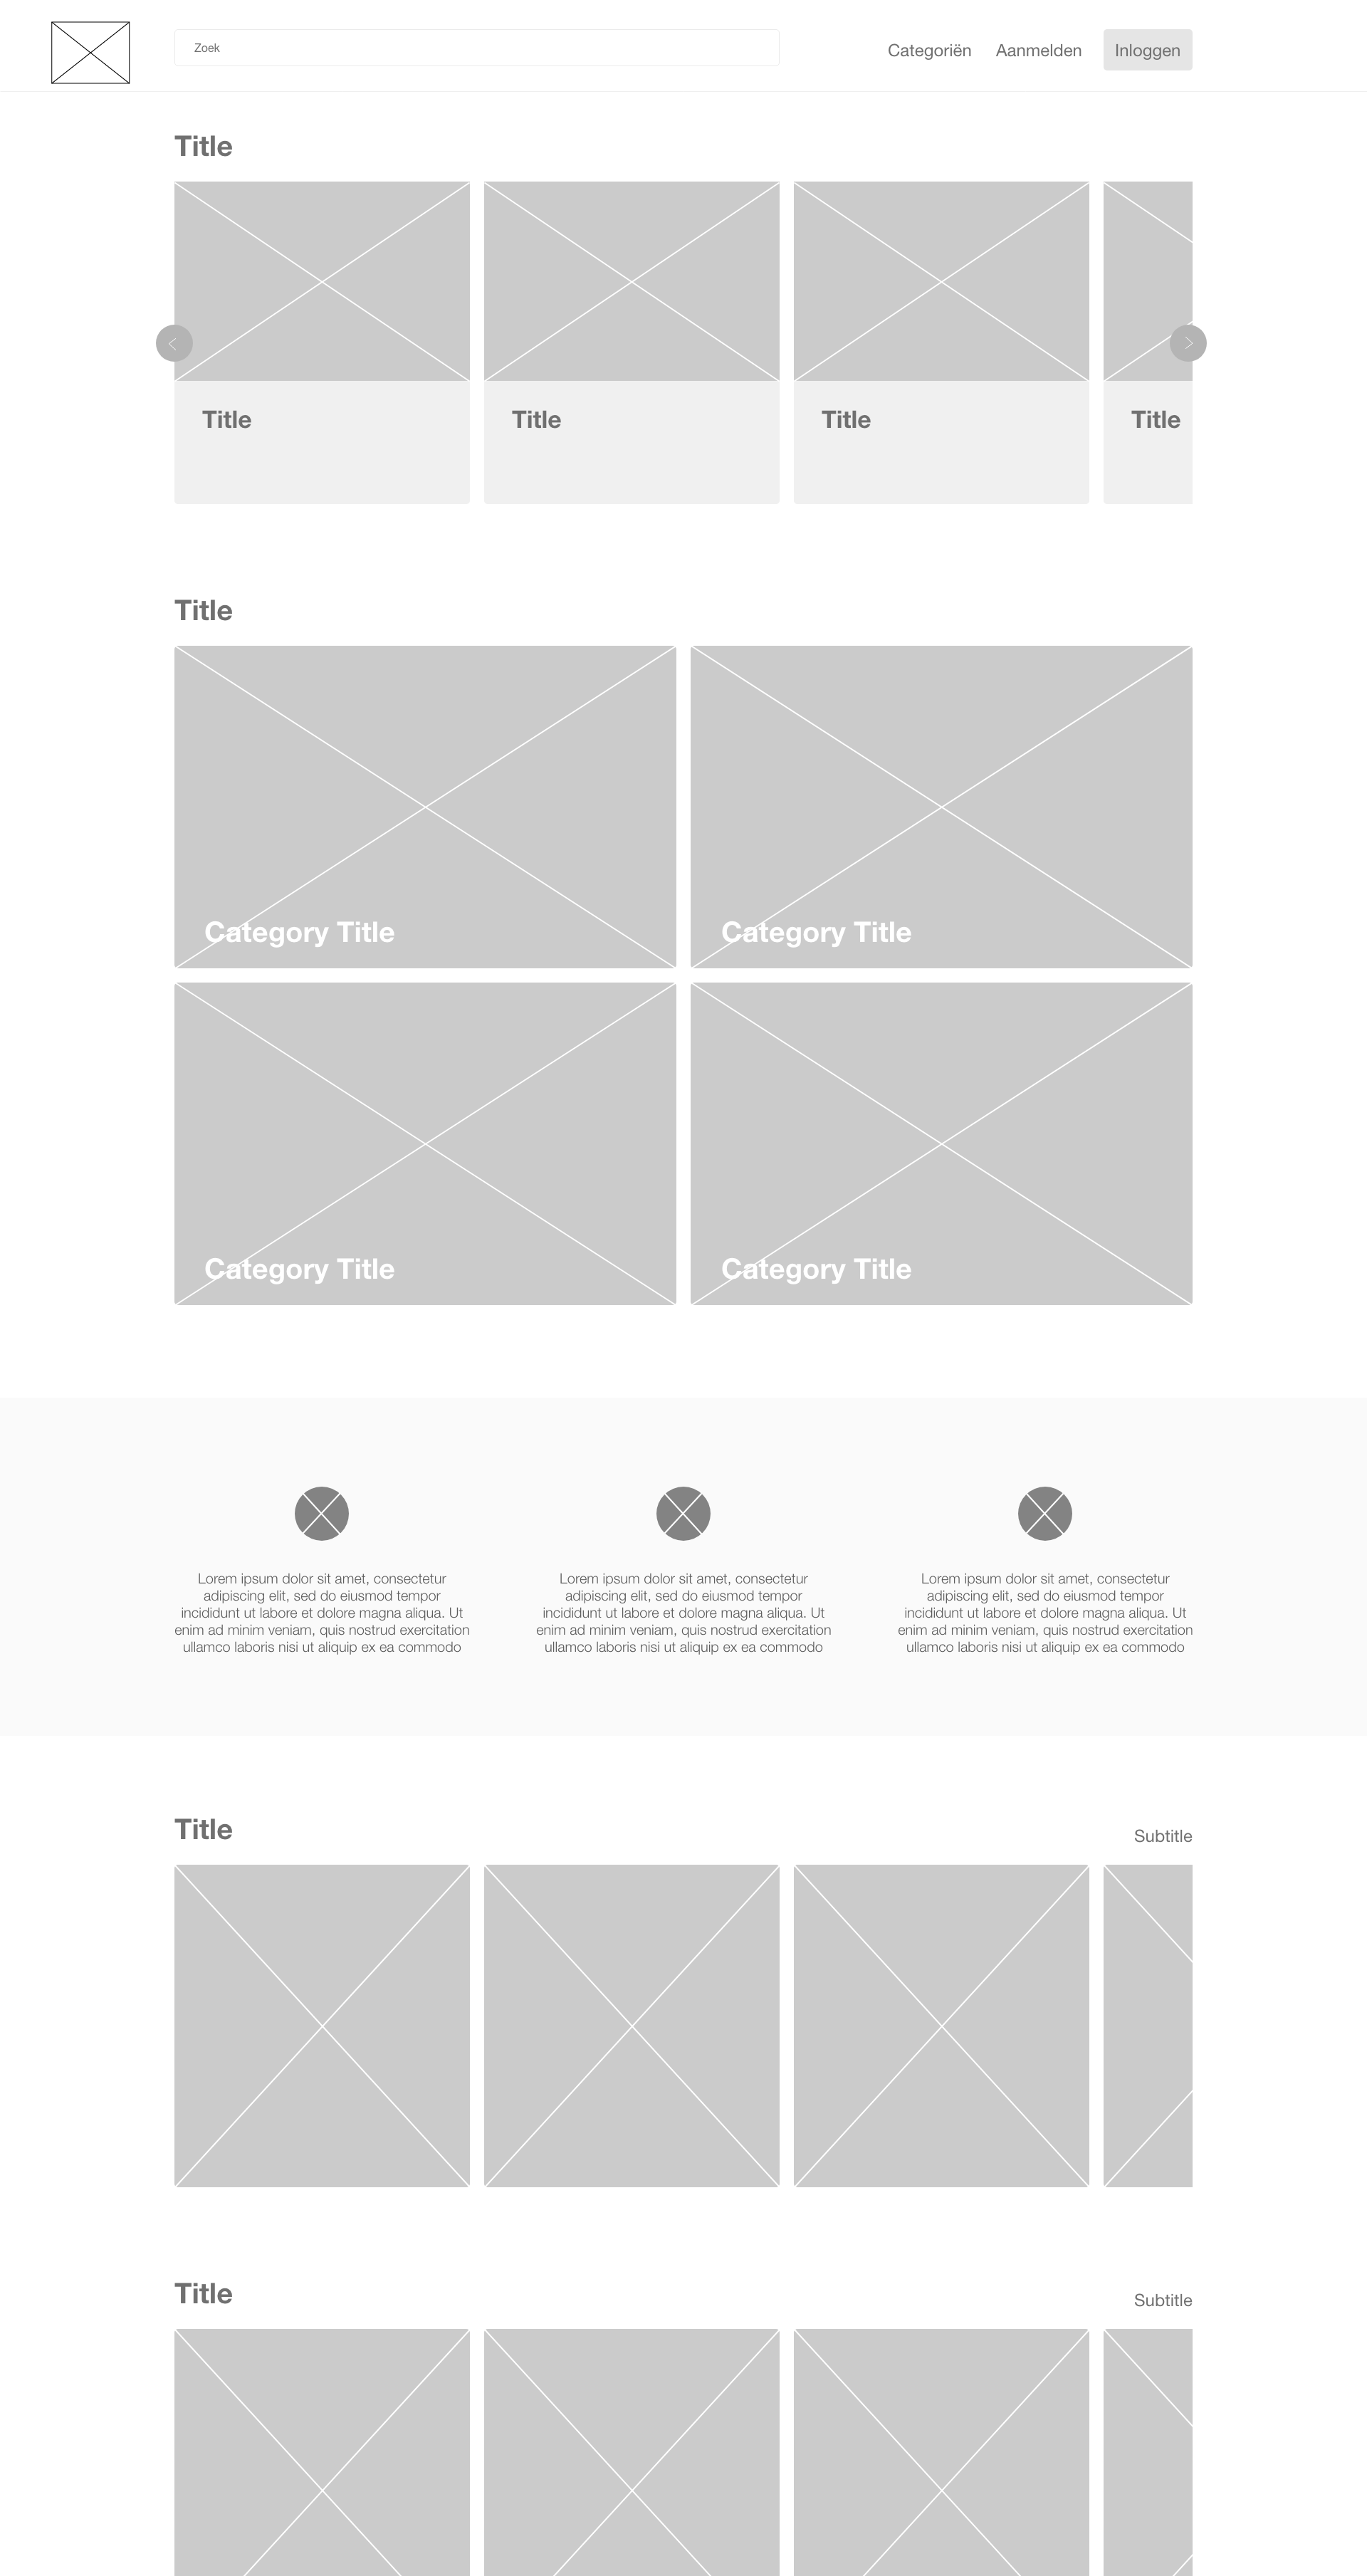 Zoek
Categoriën
Aanmelden
Inloggen
Title
Title
Title
Title
Title
Title
Category Title
Category Title
Category Title
Category Title
Lorem ipsum dolor sit amet, consectetur
adipiscing elit, sed do eiusmod tempor
incididunt ut labore et dolore magna aliqua. Ut
enim ad minim veniam, quis nostrud exercitation
ullamco laboris nisi ut aliquip ex ea commodo
Lorem ipsum dolor sit amet, consectetur
adipiscing elit, sed do eiusmod tempor
incididunt ut labore et dolore magna aliqua. Ut
enim ad minim veniam, quis nostrud exercitation
ullamco laboris nisi ut aliquip ex ea commodo
Lorem ipsum dolor sit amet, consectetur
adipiscing elit, sed do eiusmod tempor
incididunt ut labore et dolore magna aliqua. Ut
enim ad minim veniam, quis nostrud exercitation
ullamco laboris nisi ut aliquip ex ea commodo
Title
Subtitle
Title
Subtitle